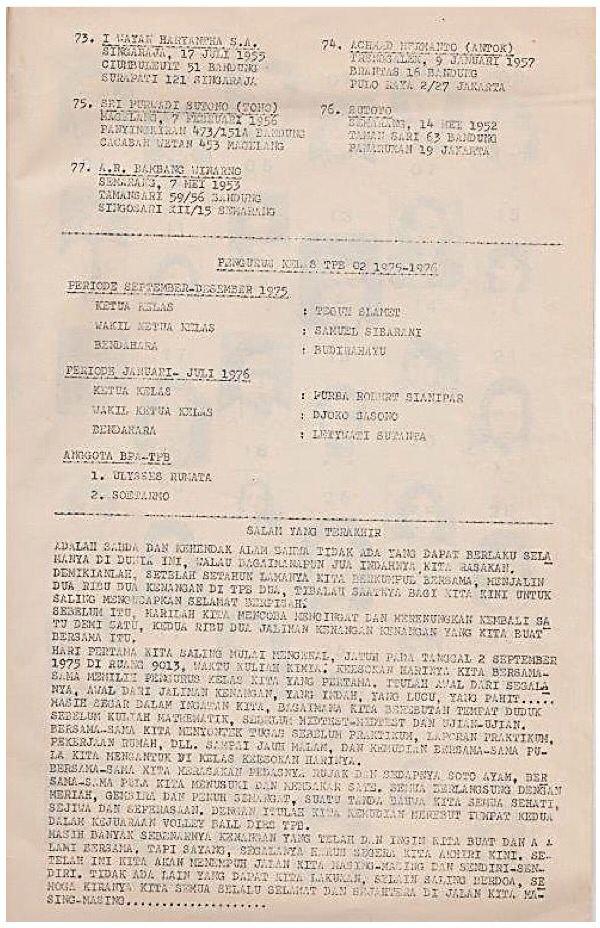 73. I WAYAN HARYANTHA S.A.
SINGARAJA, 17 JULI 1955
CIUMBULEUIT 51 BANDUNG
SURAPATI 121 SINGARAJA
74. ACHMAD HERMANTO (ANTOK)
TRENGGALEK, 9 JANUARI 1957
BRANTAS 16 BANDUNG
PULO RAYA 2/27 JAKARTA
75. SRI PURWADI SUTONO (TONO)
MAGELANG, 7 FEBRUARI 1956
PANYINGKIRAN 473/151A BANDUNG
CACABAN WETAN 453 MAGELANG
76. SUTOTO
SEMARANG, 14 MEI 1952
TAMAN SARI 63 BANDUNG
PANARUKAN 19 JAKARTA
77. A.R. BAMBANG WINARNO
SEMARANG, 7 MEI 1953
TAMANSARI 59/56 BANDUNG
SINGOSARI XII/15 SEMARANG
PENGURUS KELAS TPB 02 1975-1976
PERIODE SEPTEMBER-DESEMBER 1975
KETUA KELAS : TEGUH SLAMET
WAKIL KETUA KELAS : SAMUEL SIBARANI
BENDAHARA : BUDIRAHAYU
PERIODE JANUARI- JULI 1976
KETUA KELAS : PURBA ROBERT SIANIPAR
WAKIL KETUA KELAS : DJOKO SASONO
BENDAHARA : LETYWATI SUTANTA
ANGGOTA BPA-TPB
1. ULYSSES RUMATA
2. SOETARMO
SALAM YANG TERAKHIR
ADALAH SABDA DAN KEHENDAK ALAM BAHWA TIDAK ADA YANG DAPAT BERLAKU SELA
MANYA DI DUNIA INI, WALAU BAGAIMANAPUN JUA INDAHNYA KITA RASAKAN.
DEMIKIANLAH, SETELAH SETAHUN LAMANYA KITA BERKUMPUL BERSAMA, MENJALIN
DUA RIBU DUA KENANGAN DI TPB DUA, TIBALAH SAATNYA BAGI KITA KINI UNTUK
SALING MENGUCAPKAN SELAMAT BERPISAH.
SEBELUM ITU, MARILAH KITA MENCOBA MENGINGAT DAN MERENUNGKAN KEMBALI SA
TU DEMI SATU, KEDUA RIBU DUA JALINAN KENANGAN KENANGAN YANG KITA BUAT
BERSAMA ITU.
HARI PERTAMA KITA SALING MULAI MENGENAL, JATUH PADA TANGGAL 2 SEPTEMBER
1975 DI RUANG 9013, WAKTU KULIAH KIMIA. KEESOKAN HARINYA KITA BERSAMA-
SAMA MEMILIH PENGURUS KELAS KITA YANG PERTAMA. ITULAH AWAL DARI SEGALA
NYA, AWAL DARI JALINAN KENANGAN, YANG INDAH, YANG LUCU, YANG PAHIT.....
MASIH SEGAR DALAM INGATAN KITA, BAGAIMANA KITA BEREBUTAN TEMPAT DUDUK
SEBELUM KULIAH MATHEMATIK, SEBELUM MIDTEST-MIDTEST DAN UJIAN-UJIAN.
BERSAMA-SAMA KITA MENYONTEK TUGAS SEBELUM PRAKTIKUM, LAPORAN PRAKTIKUM,
PEKERJAAN RUMAH, DLL. SAMPAI JAUH MALAM, DAN KEMUDIAN BERSAMA-SAMA PU-
LA KITA MENGANTUK DI KELAS KEESOKAN HARINYA.
BERSAMA-SAMA KITA MERASAKAN PEDASNYA RUJAK DAN SEDAPNYA SOTO AYAM, BER
SAMA-SAMA PULA KITA MENUSUKI DAN MEMBAKAR SATE. SEMUA BERLANGSUNG DENGAN
MERIAH, GEMBIRA DAN PENUH SEMANGAT, SUATU TANDA BAHWA KITA SEMUA SEHATI,
SEJIWA DAN SEPERASAAN. DENGAN ITULAH KITA KEMUDIAN MEREBUT TEMPAT KEDUA
DALAM KEJUARAAN VOLLEY BALL DIES TPB.
MASIH BANYAK SEBENARNYA KENANGAN YANG TELAH DAN INGIN KITA BUAT DAN A
LAMI BERSAMA. TAPI SAYANG, SEGALANYA HARUS SEGERA KITA AKHIRI KINI. SE-
TELAH INI KITA AKAN MENEMPUH JALAN KITA MASING-MASING DAN SENDIRI-SEN-
DIRI. TIDAK ADA LAIN YANG DAPAT KITA LAKUKAN, SELAIN SALING BERDOA, SE
MOGA KIRANYA KITA SEMUA SELALU SELAMAT DAN SEJAHTERA DI JALAN KITA MA-
SING-MASING....................